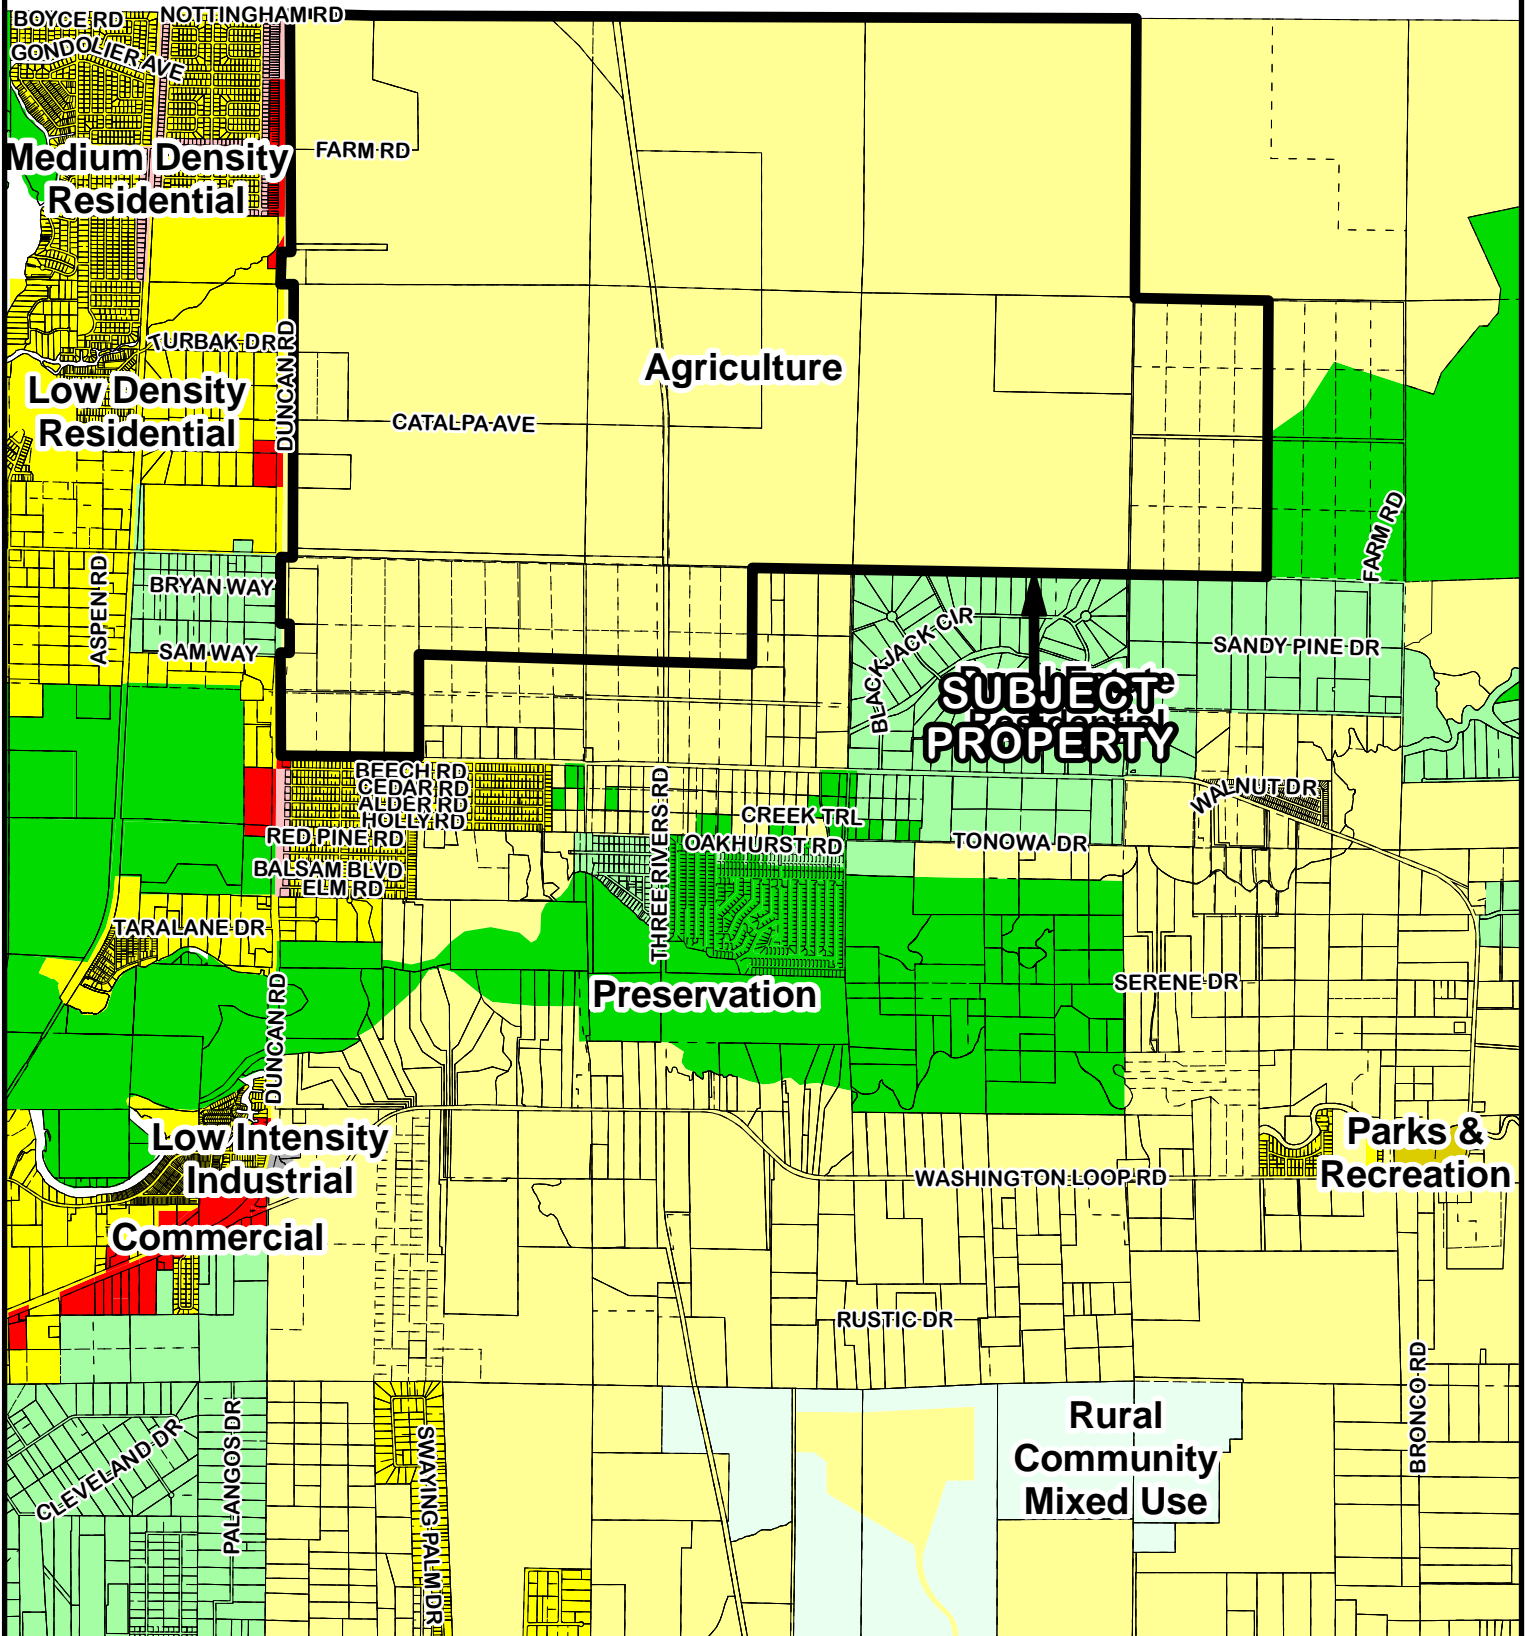 BOYCE RD
NOTTINGHAM RD
GONDOLIER AVE
Medium Density
Residential
FARM RD
TURBAK DR
DUNCAN RD
Low Density
Residential
Agriculture
CATALPA AVE
FARM RD
ASPEN RD
BRYAN WAY
SAM WAY
BLACKJACK CIR
SANDY PINE DR
SUBJECT
PROPERTY
BEECH RD
CEDAR RD
ALDER RD
HOLLY RD
RED PINE RD
BALSAM BLVD
ELM RD
THREE RIVERS RD
CREEK TRL
OAKHURST RD
TONOWA DR
WALNUT DR
TARALANE DR
DUNCAN RD
Preservation
SERENE DR
Low Intensity
Industrial
Commercial
WASHINGTON LOOP RD
Parks &
Recreation
RUSTIC DR
BRONCO RD
Rural
Community
Mixed Use
CLEVELAND DR
PALANGOS DR
SWAYING PALM DR